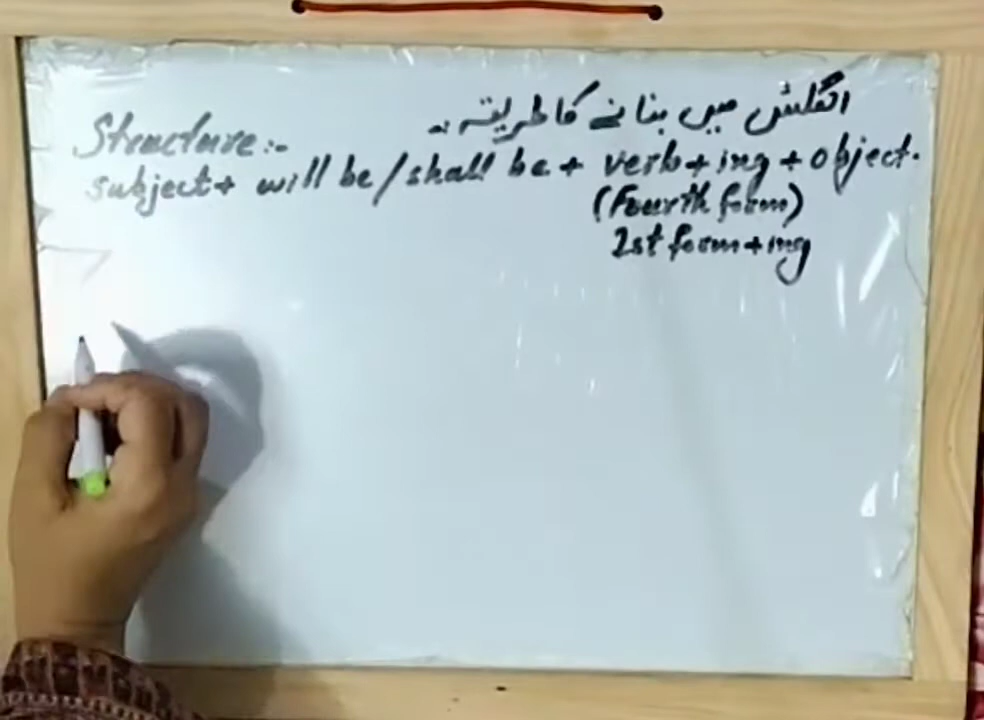 انگلش میں بنانے کا طریقہ :-
Structure:-
subject + will be/shall be + verb + ing + object.
(Fourth form)
1st form + ing